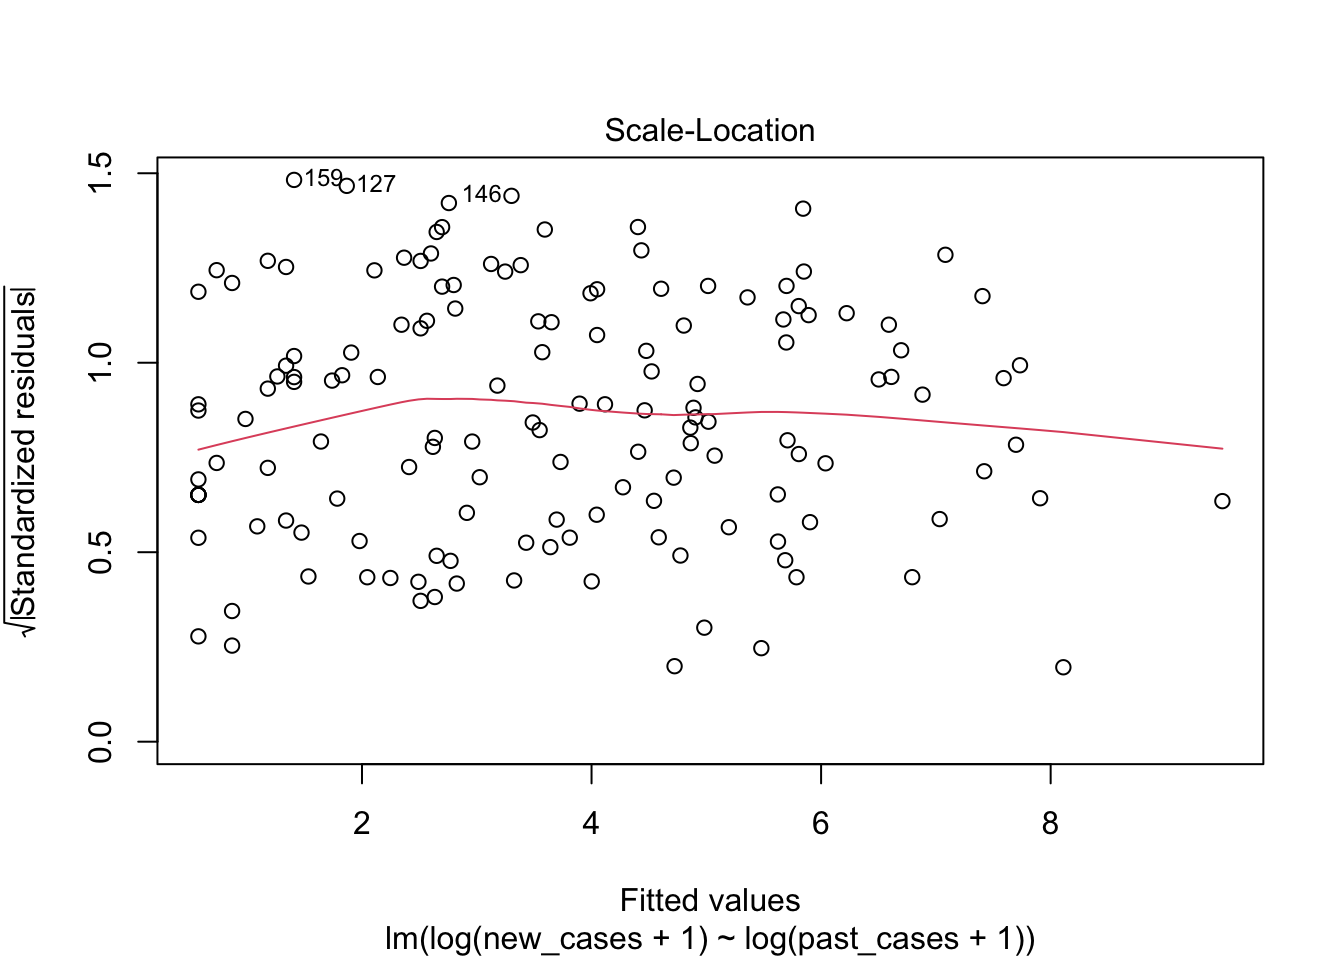 Scale-Location
√|Standardized residuals|
1.5
1.0
0.5
0.0
159
127
146
2
4
6
8
Fitted values
lm(log(new_cases + 1) ~ log(past_cases + 1))